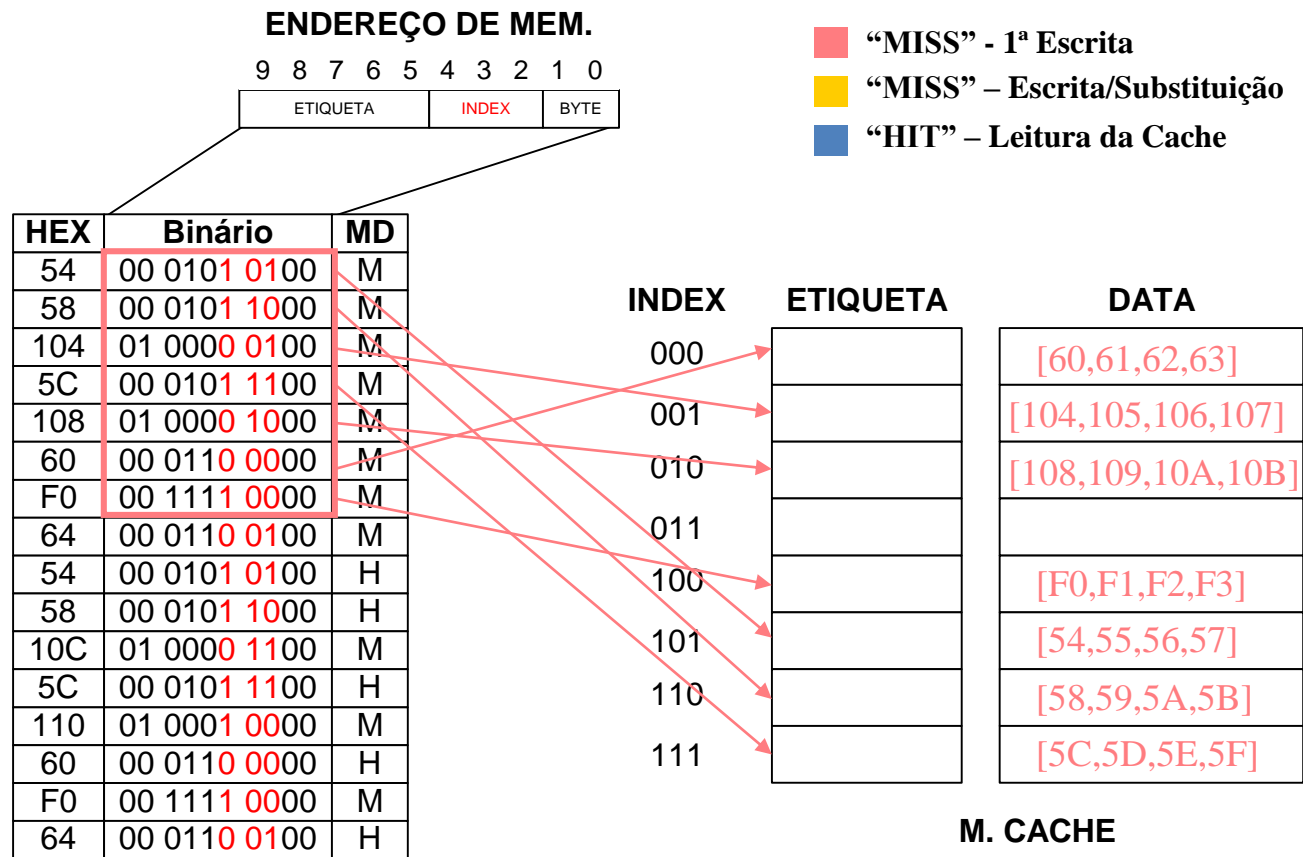 ENDEREÇO DE MEM.
9 8 7 6 5 4 3 2 1 0
ETIQUETA INDEX BYTE
“MISS” - 1ª Escrita
“MISS” – Escrita/Substituição
“HIT” – Leitura da Cache
HEX Binário MD
54 00 0101 0100 M
58 00 0101 1000 M
104 01 0000 0100 M
5C 00 0101 1100 M
108 01 0000 1000 M
60 00 0110 0000 M
F0 00 1111 0000 M
64 00 0110 0100 M
54 00 0101 0100 H
58 00 0101 1000 H
10C 01 0000 1100 M
5C 00 0101 1100 H
110 01 0001 0000 M
60 00 0110 0000 H
F0 00 1111 0000 M
64 00 0110 0100 H
INDEX ETIQUETA DATA
000 [60,61,62,63]
001 [104,105,106,107]
010 [108,109,10A,10B]
011
100 [F0,F1,F2,F3]
101 [54,55,56,57]
110 [58,59,5A,5B]
111 [5C,5D,5E,5F]
M. CACHE